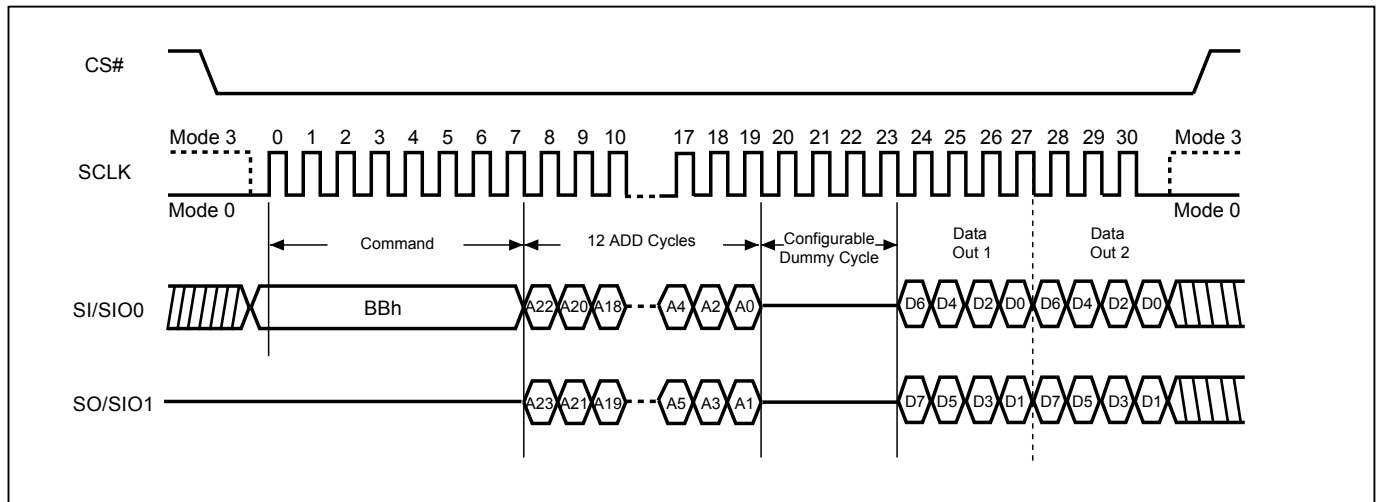 CS#
Mode 3 0 1 2 3 4 5 6 7 8 9 10 17 18 19 20 21 22 23 24 25 26 27 28 29 30 Mode 3
SCLK
Mode 0 Mode 0
Command 12 ADD Cycles Configurable Dummy Cycle Data Out 1 Data Out 2
SI/SIO0 BBh A22 A20 A18 A4 A2 A0 D6 D4 D2 D0 D6 D4 D2 D0
SO/SIO1 A23 A21 A19 A5 A3 A1 D7 D5 D3 D1 D7 D5 D3 D1